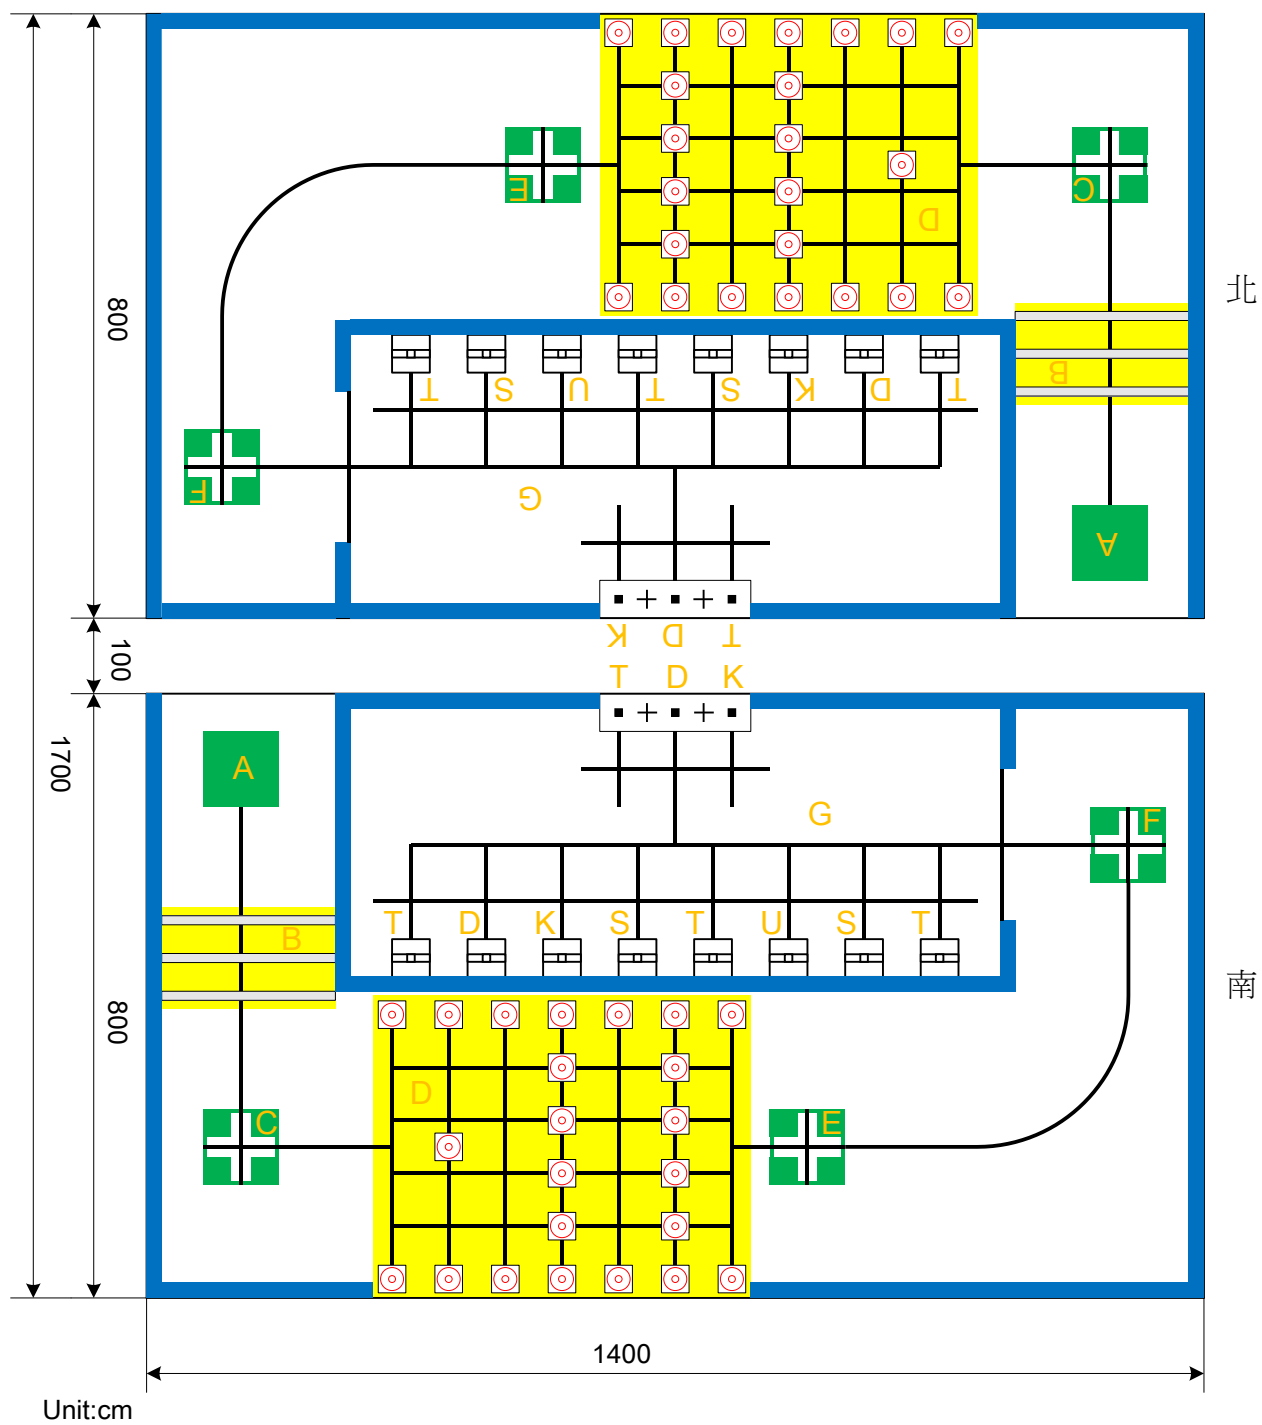 E
C
D
北
800
B
T S U T S K D T
F
G
A
K D T
100
T D K
1700
A
G
F
T D K S T U S T
B
南
800
D
C
E
1400
Unit:cm